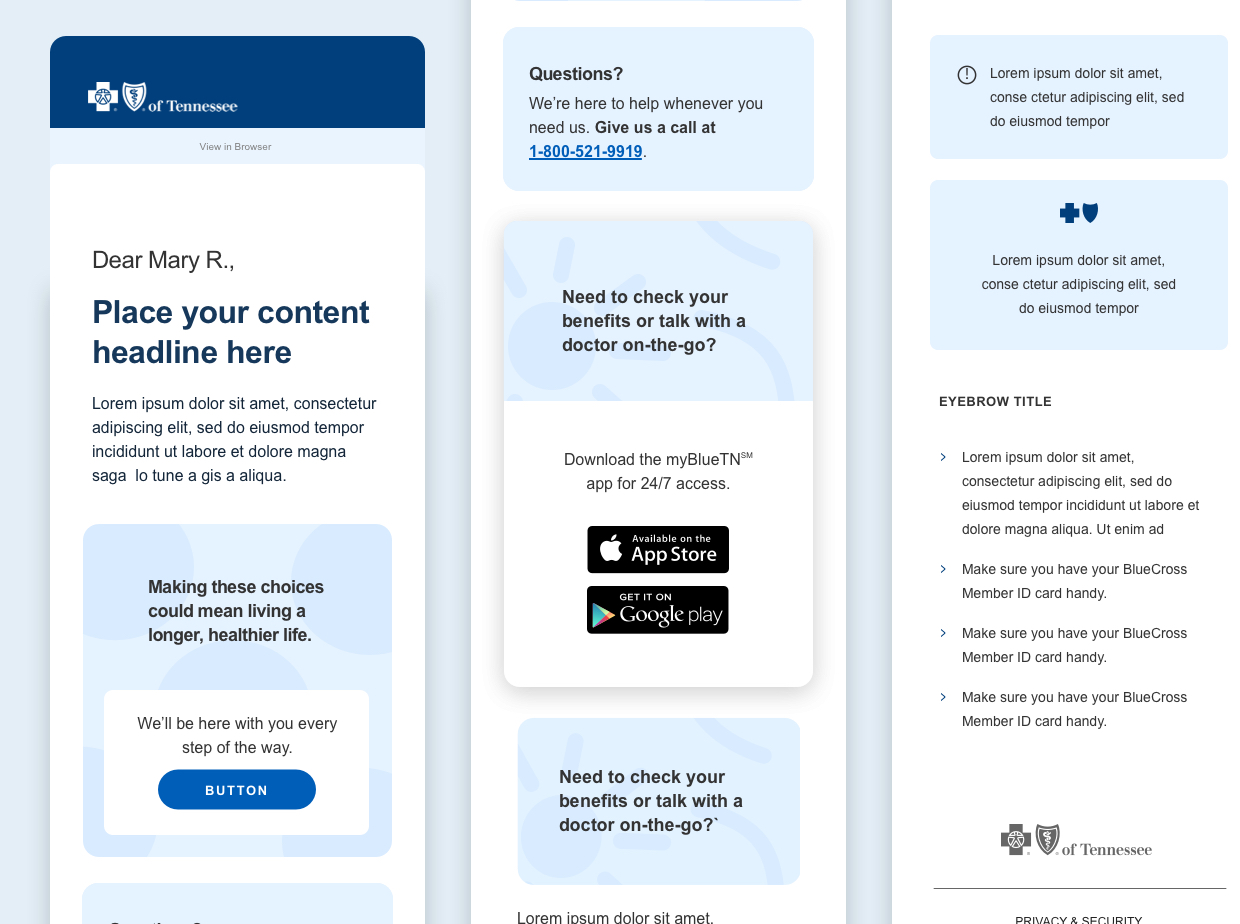 of Tennessee
View in Browser
Dear Mary R.,
Place your content
headline here
Lorem ipsum dolor sit amet, consectetur
adipiscing elit, sed do eiusmod tempor
incididunt ut labore et dolore magna
saga  lo tune a gis a aliqua.
Making these choices
could mean living a
longer, healthier life.
We’ll be here with you every
step of the way.
BUTTON
Questions?
We’re here to help whenever you
need us. Give us a call at
1-800-521-9919.
Need to check your
benefits or talk with a
doctor on-the-go?
Download the myBlueTN℠
app for 24/7 access.
Available on the
App Store
GET IT ON
Google play
Need to check your
benefits or talk with a
doctor on-the-go?`
Lorem ipsum dolor sit amet,
Lorem ipsum dolor sit amet,
conse ctetur adipiscing elit, sed
do eiusmod tempor
Lorem ipsum dolor sit amet,
conse ctetur adipiscing elit, sed
do eiusmod tempor
EYEBROW TITLE
Lorem ipsum dolor sit amet,
consectetur adipiscing elit, sed do
eiusmod tempor incididunt ut labore et
dolore magna aliqua. Ut enim ad
Make sure you have your BlueCross
Member ID card handy.
Make sure you have your BlueCross
Member ID card handy.
Make sure you have your BlueCross
Member ID card handy.
of Tennessee
PRIVACY & SECURITY